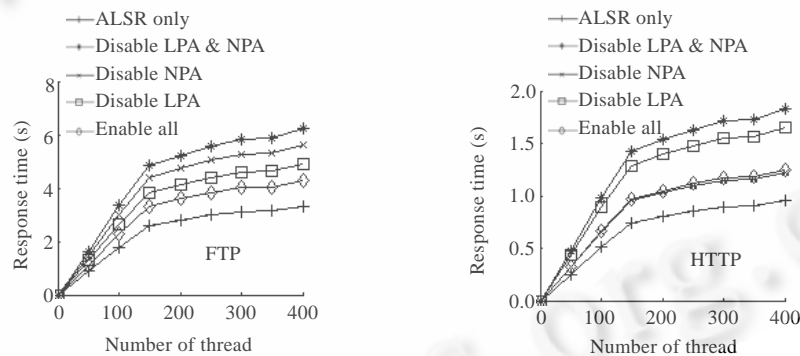 ALSR only
Disable LPA & NPA
Disable NPA
Disable LPA
Enable all
8
6
4
2
0
Response time (s)
FTP
0
100
200
300
400
Number of thread
ALSR only
Disable LPA & NPA
Disable NPA
Disable LPA
Enable all
2.0
1.5
1.0
0.5
0.0
Response time (s)
HTTP
0
100
200
300
400
Number of thread